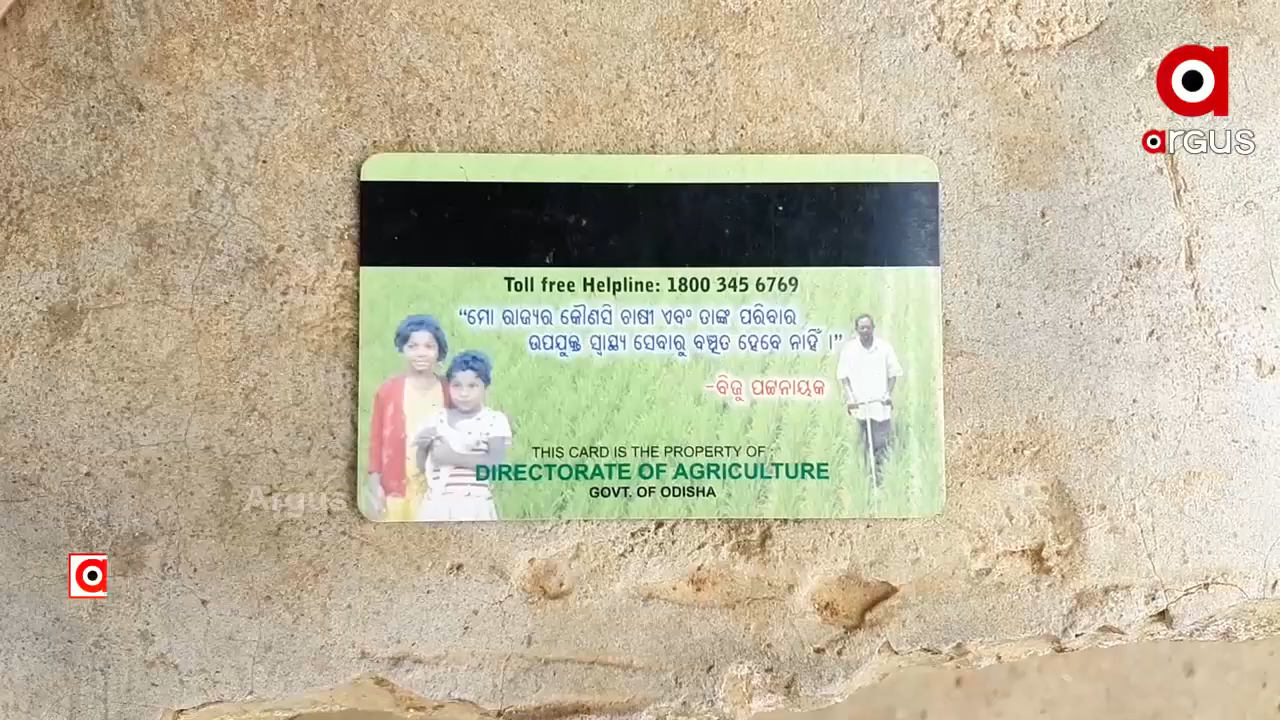 argus
Toll free Helpline: 1800 345 6769
“ମୋ ରାଜ୍ୟର କୌଣସି ଚାଷୀ ଏବଂ ତାଙ୍କ ପରିବାର
ଉପଯୁକ୍ତ ସ୍ୱାସ୍ଥ୍ୟ ସେବାରୁ ବଞ୍ଚିତ ହେବେ ନାହିଁ ।”
-ବିଜୁ ପଟ୍ଟନାୟକ
THIS CARD IS THE PROPERTY OF :
DIRECTORATE OF AGRICULTURE
GOVT. OF ODISHA
Argus